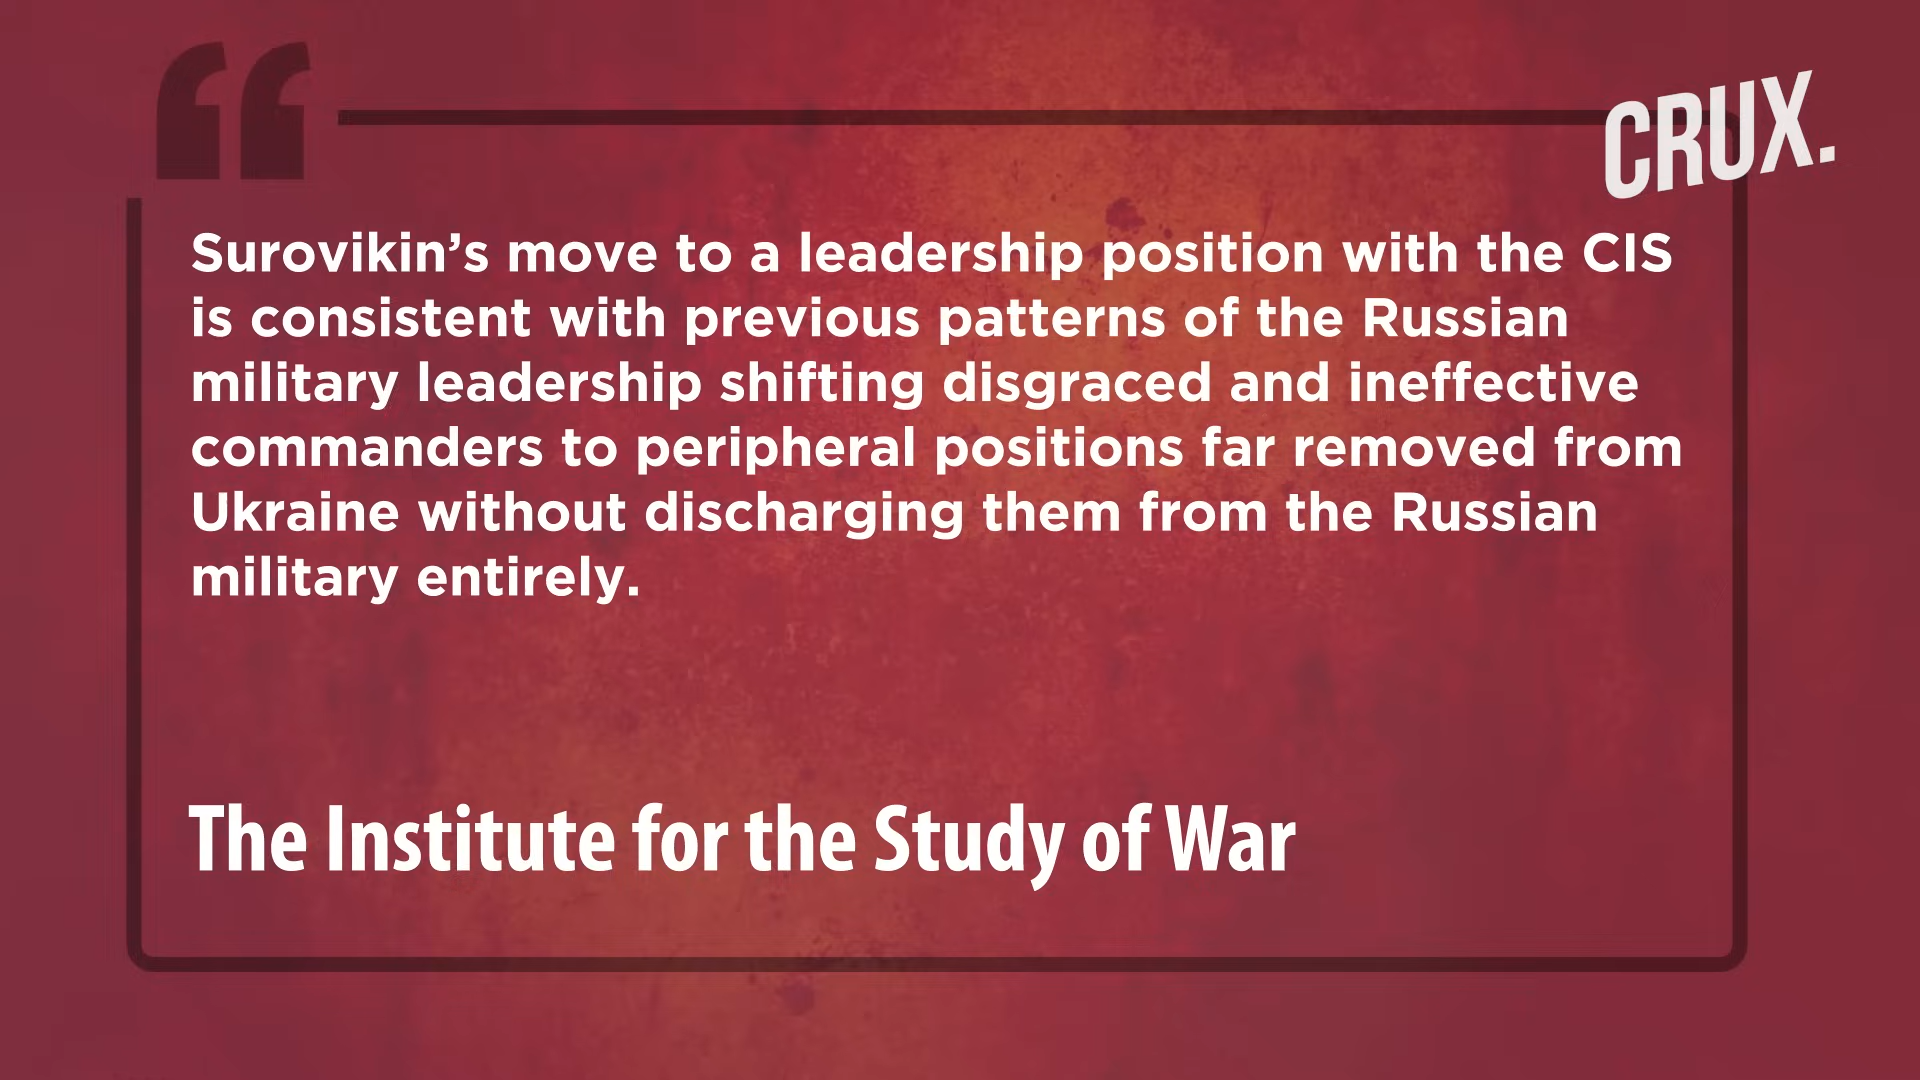 CRUX.
Surovikin’s move to a leadership position with the CIS
is consistent with previous patterns of the Russian
military leadership shifting disgraced and ineffective
commanders to peripheral positions far removed from
Ukraine without discharging them from the Russian
military entirely.
The Institute for the Study of War